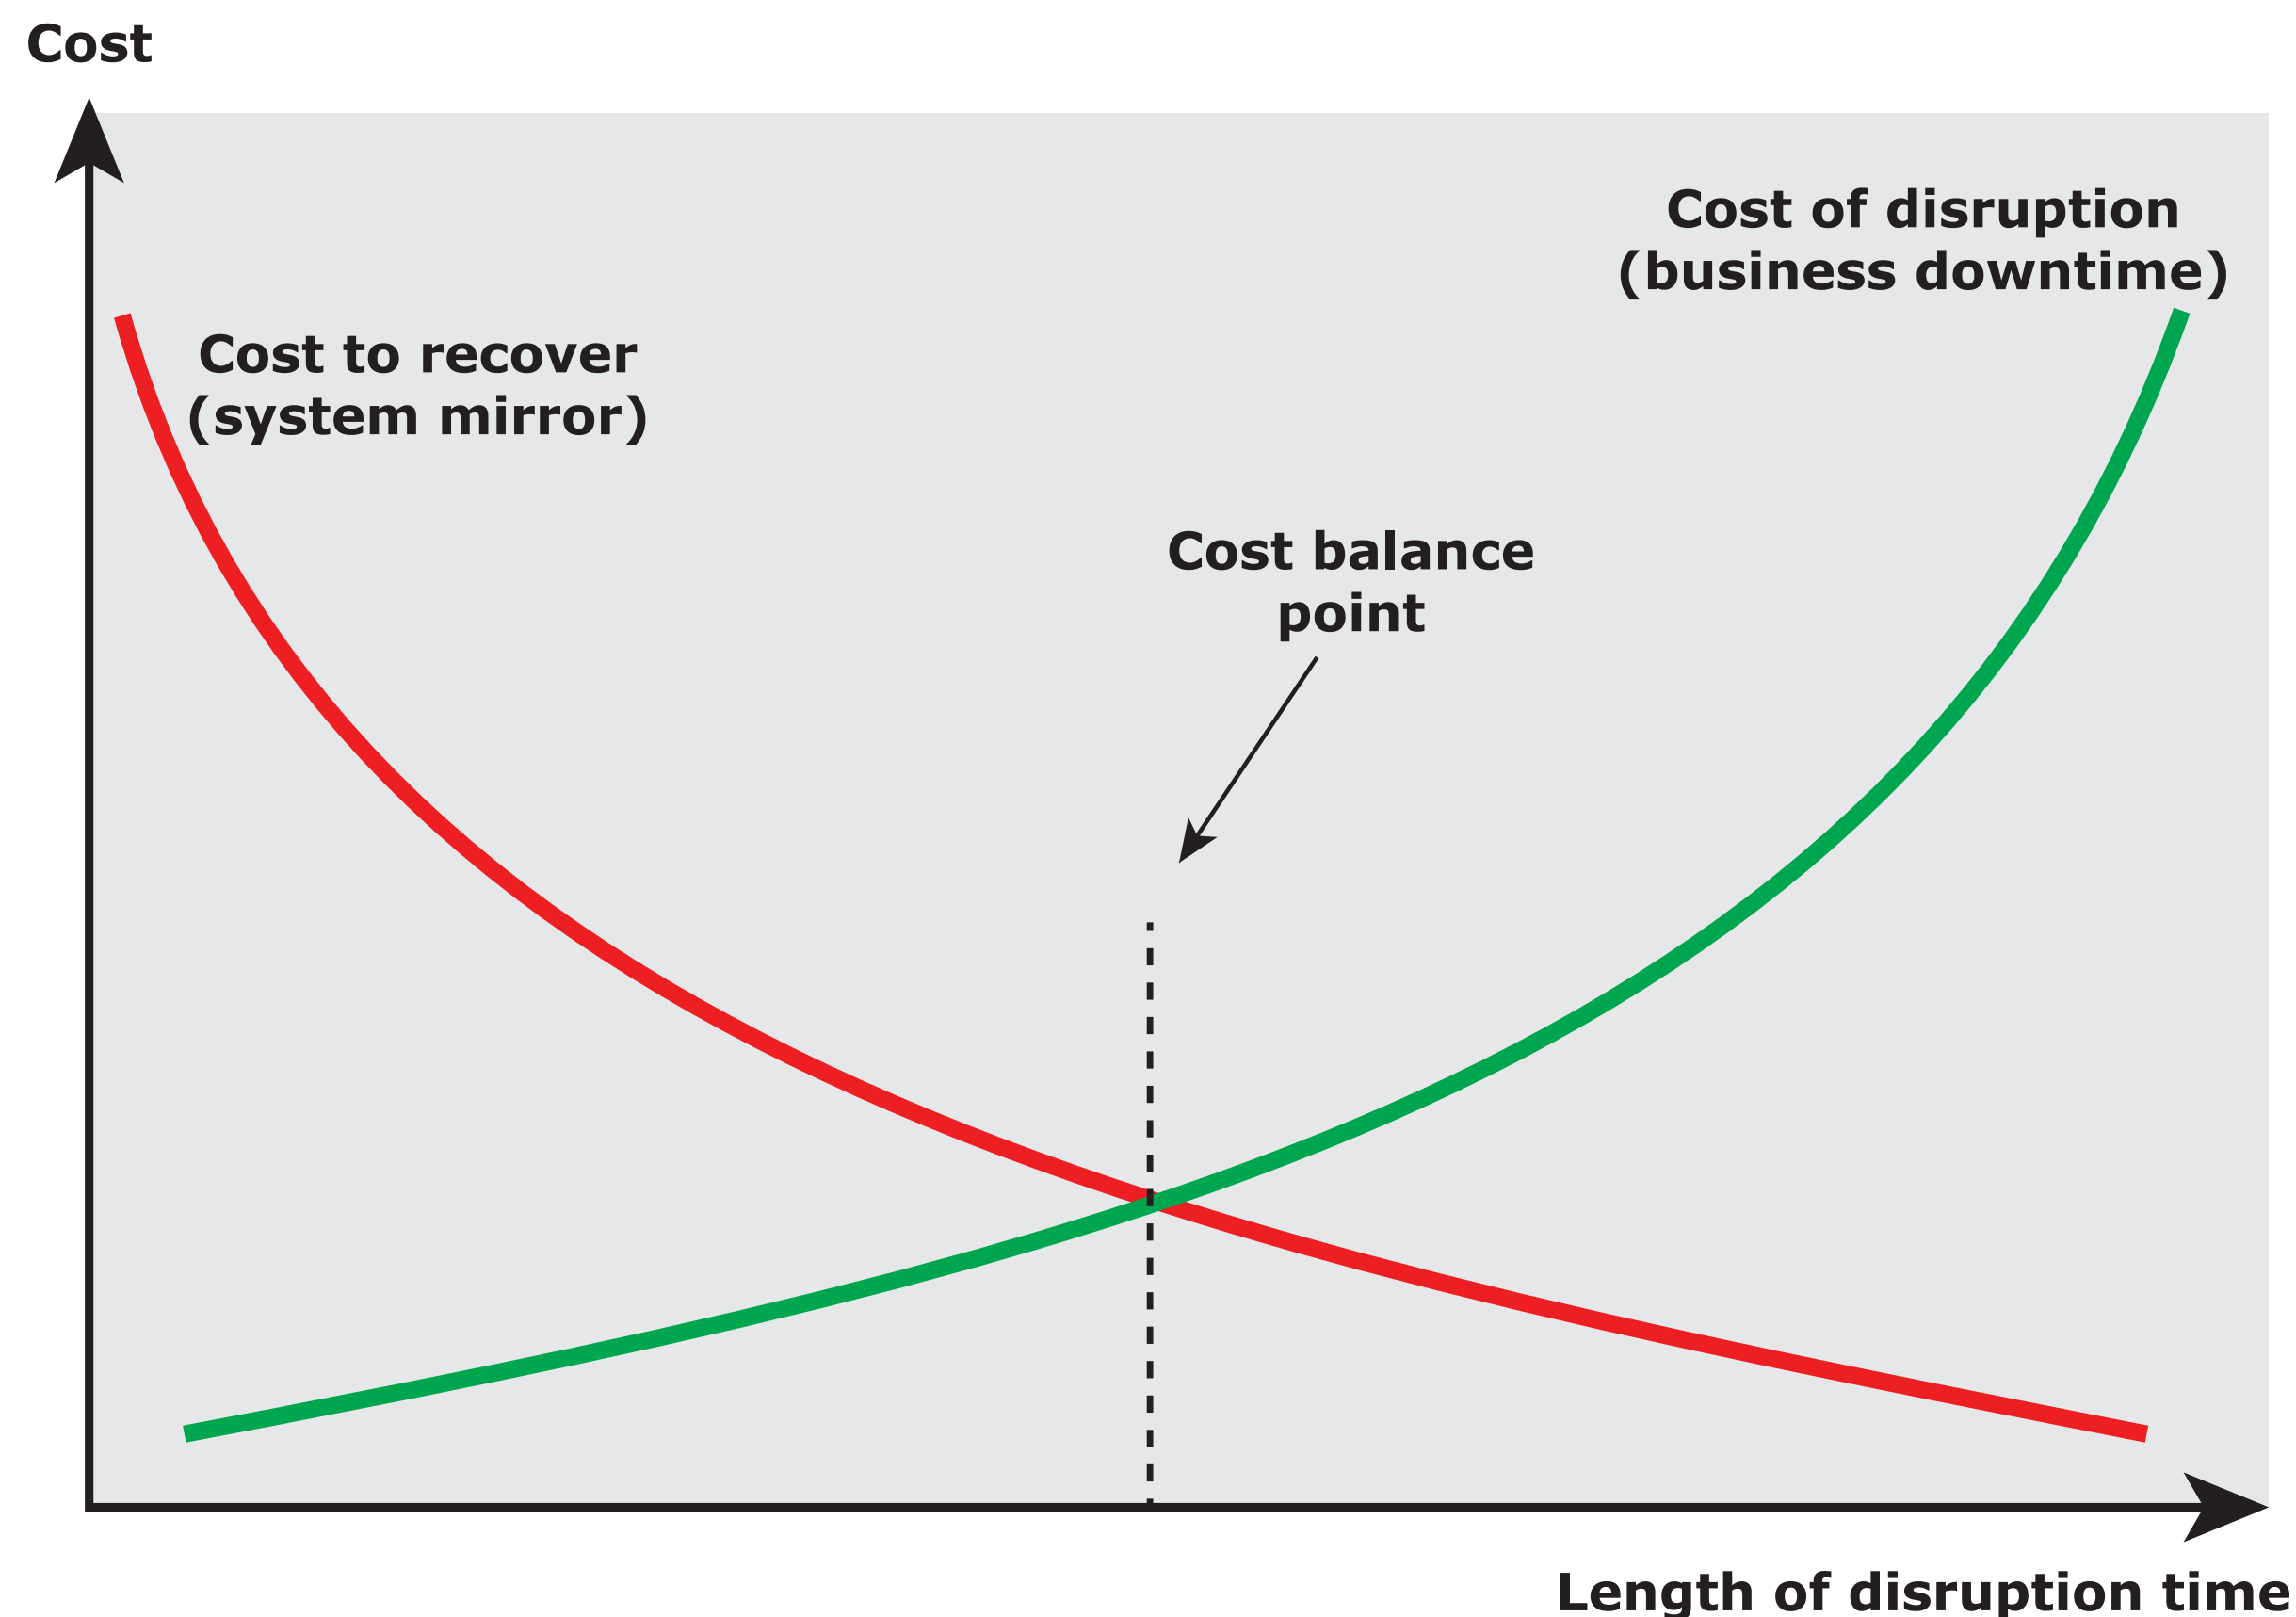 Cost
Cost of disruption
(business downtime)
Cost to recover
(system mirror)
Cost balance
point
Length of disruption time